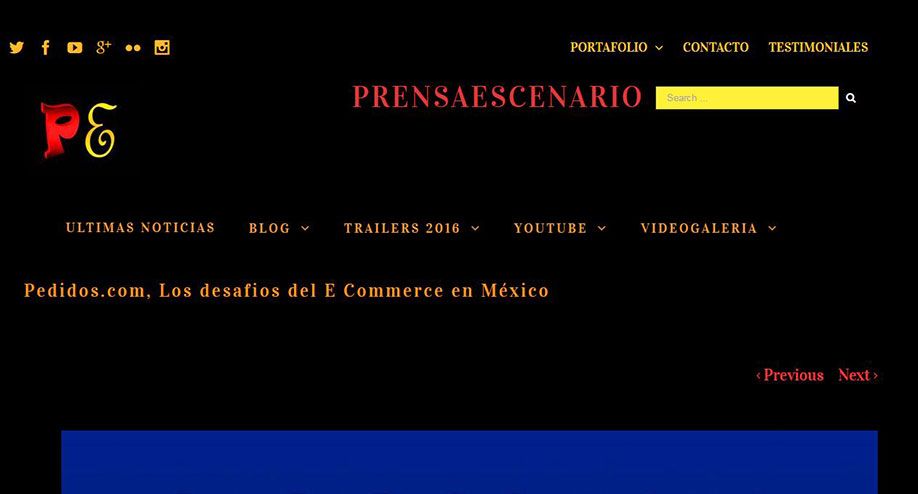 PORTAFOLIO CONTACTO TESTIMONIALES
PRENSAESCENARIO Search ...
PE
ULTIMAS NOTICIAS BLOG TRAILERS 2016 YOUTUBE VIDEOGALERIA
Pedidos.com, Los desafios del E Commerce en México
‹ Previous Next ›